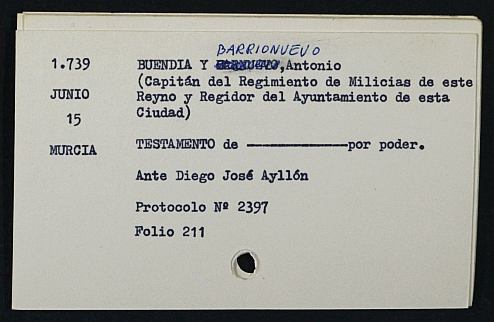 BARRIONUEVO
1.739 BUENDIA Y ,Antonio
(Capitán del Regimiento de Milicias de este
JUNIO Reyno y Regidor del Ayuntamiento de esta
15 Ciudad)
MURCIA TESTAMENTO de ——————por poder.
Ante Diego José Ayllón
Protocolo Nº 2397
Folio 211